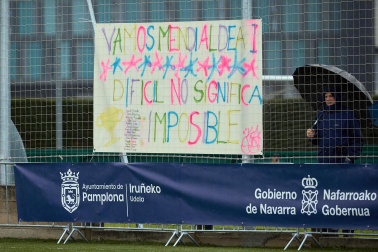 VAMOS MENDIALDEA I
DIFICIL NO SIGNIFICA
IMPOSIBLE
Ayuntamiento de
Pamplona
Iruñeko
Udala
Gobierno
de Navarra
Nafarroako
Gobernua